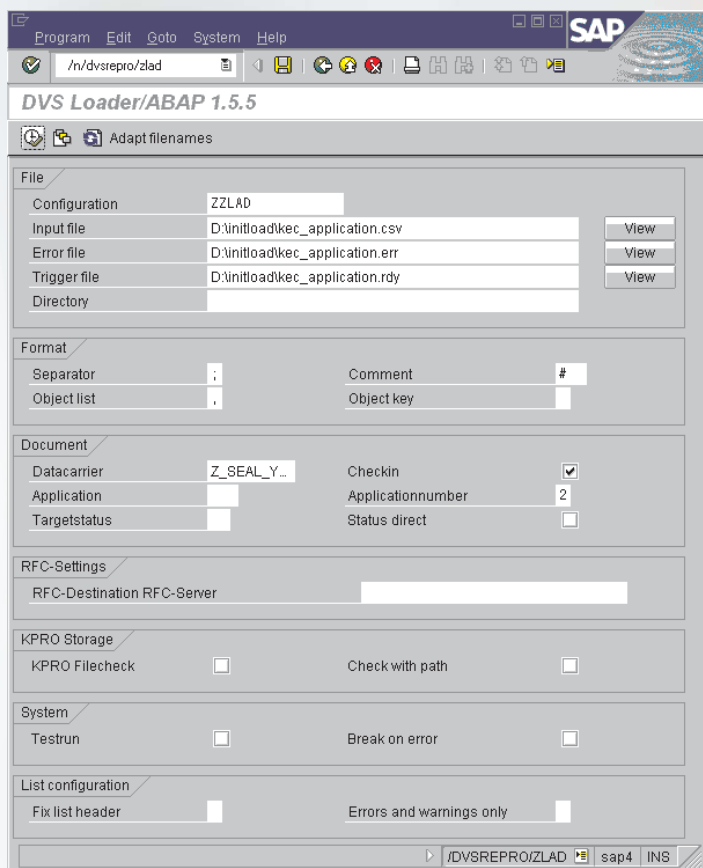 SAP
Program Edit Goto System Help
/n/dvsrepro/zlad
DVS Loader/ABAP 1.5.5
Adapt filenames
File
Configuration ZZLAD
Input file D:\initload\kec_application.csv View
Error file D:\initload\kec_application.err View
Trigger file D:\initload\kec_application.rdy View
Directory
Format
Separator ; Comment #
Object list , Object key
Document
Datacarrier Z_SEAL_Y... Checkin
Application Applicationnumber 2
Targetstatus Status direct
RFC-Settings
RFC-Destination RFC-Server
KPRO Storage
KPRO Filecheck Check with path
System
Testrun Break on error
List configuration
Fix list header Errors and warnings only
/DVSREPRO/ZLAD sap4 INS